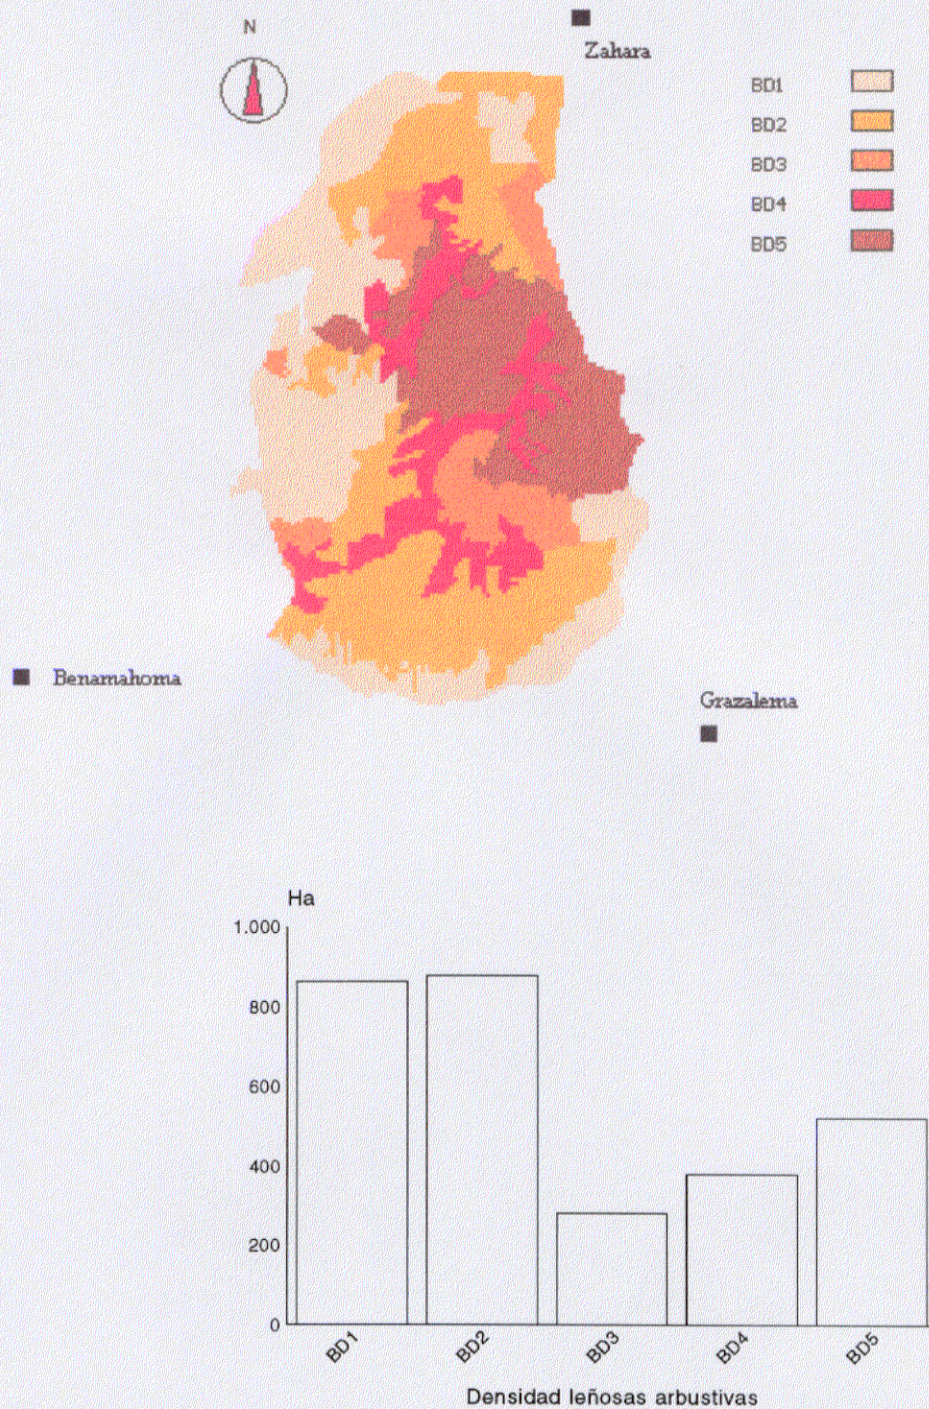 N
Zahara
BD1
BD2
BD3
BD4
BD5
Benamahoma
Grazalema
Ha
1.000
800
600
400
200
0
BD1
BD2
BD3
BD4
BD5
Densidad leñosas arbustivas